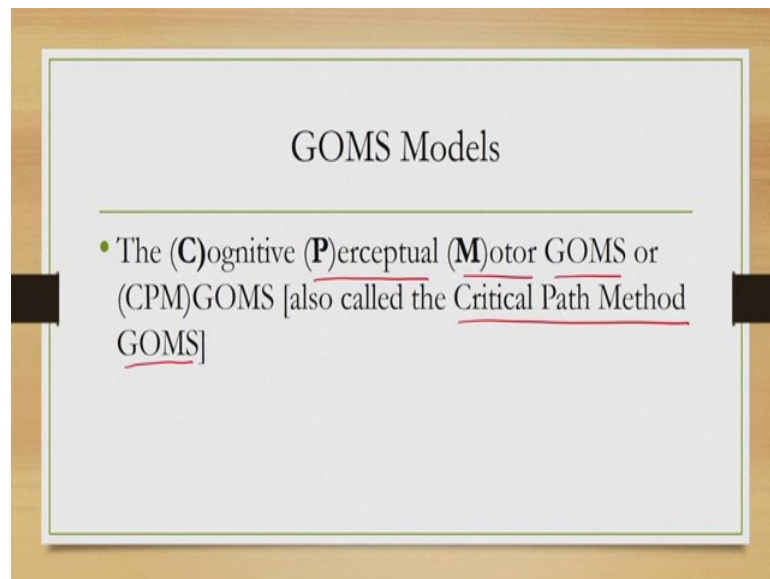 GOMS Models
• The (C)ognitive (P)erceptual (M)otor GOMS or
(CPM)GOMS [also called the Critical Path Method
GOMS]